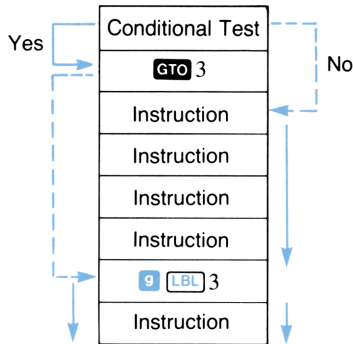 Conditional Test
Yes
GTO 3
No
Instruction
Instruction
Instruction
Instruction
g LBL 3
Instruction